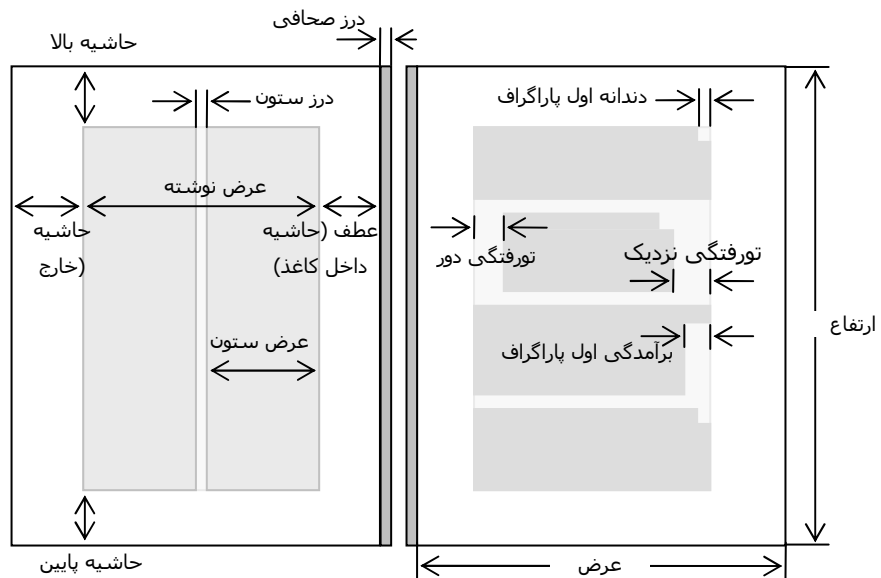 درز صحافی
حاشیه بالا
درز ستون
دندانه اول پاراگراف
عرض نوشته
عطف (حاشیه
داخل کاغذ)
حاشیه
(خارج
تورفتگی نزدیک
تورفتگی دور
ارتفاع
عرض ستون
برآمدگی اول پاراگراف
حاشیه پایین
عرض